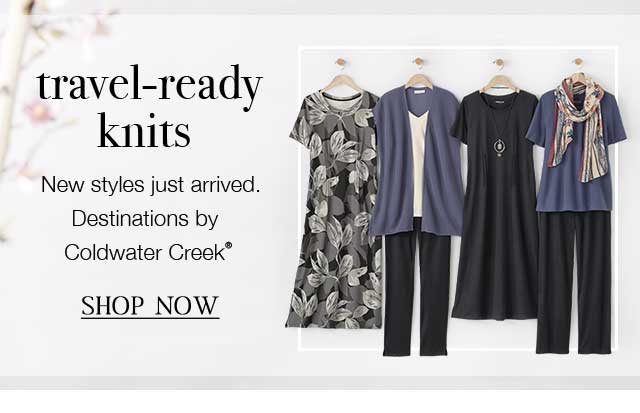 travel-ready
knits
New styles just arrived.
Destinations by
Coldwater Creek®
SHOP NOW